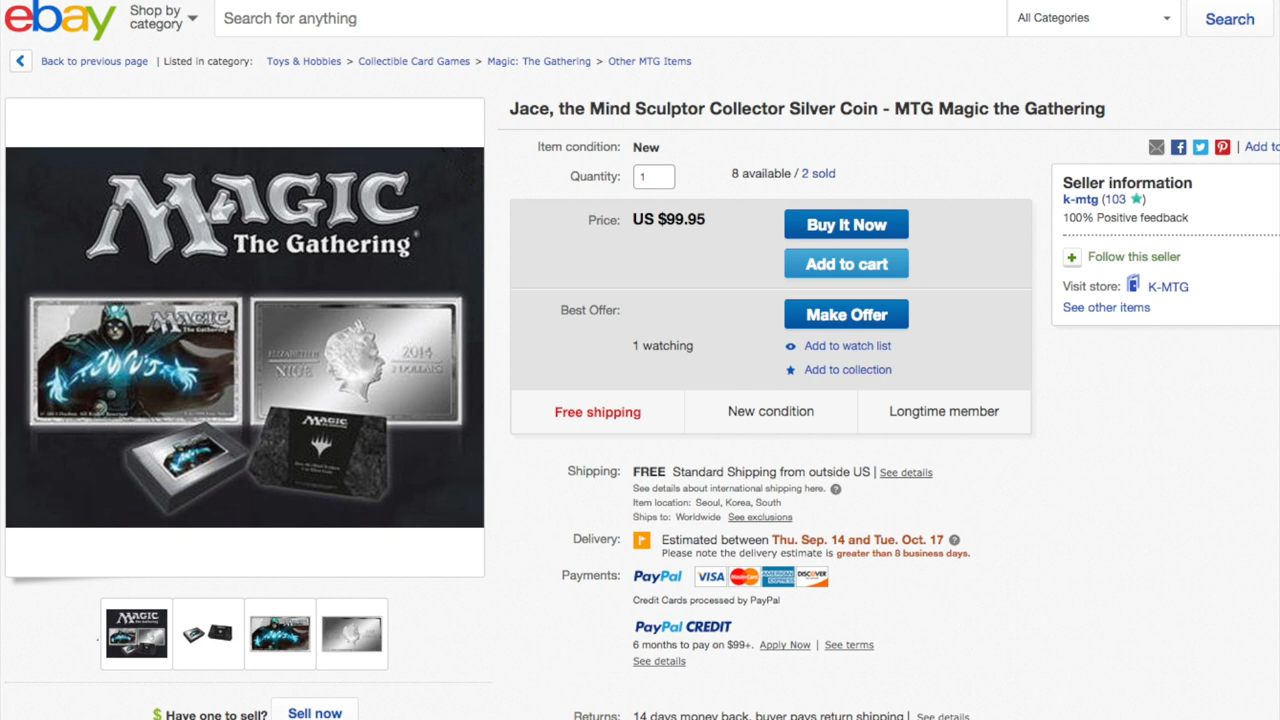 ebay
Shop by
category
Search for anything
All Categories
Search
Back to previous page | Listed in category: Toys & Hobbies > Collectible Card Games > Magic: The Gathering > Other MTG Items
Jace, the Mind Sculptor Collector Silver Coin - MTG Magic the Gathering
Item condition: New
Quantity: 1 8 available / 2 sold
Price: US $99.95 Buy It Now
Add to cart
Best Offer: Make Offer
1 watching Add to watch list
Add to collection
Free shipping New condition Longtime member
| Add to
Seller information
k-mtg (103 )
100% Positive feedback
+ Follow this seller
Visit store: K-MTG
See other items
MAGIC
The Gathering®
MAGIC
The Gathering
ELIZABETH II
NIUE
2014
2 DOLLARS
MAGIC
Shipping: FREE Standard Shipping from outside US | See details
See details about international shipping here. ?
Item location: Seoul, Korea, South
Ships to: Worldwide See exclusions
Delivery: Estimated between Thu. Sep. 14 and Tue. Oct. 17 ?
Please note the delivery estimate is greater than 8 business days.
Payments: PayPal VISA MasterCard AMERICAN EXPRESS DISCOVER
Credit Cards processed by PayPal
PayPal CREDIT
6 months to pay on $99+. Apply Now | See terms
See details
Returns: 14 days money back, buyer pays return shipping | See details
$ Have one to sell? Sell now